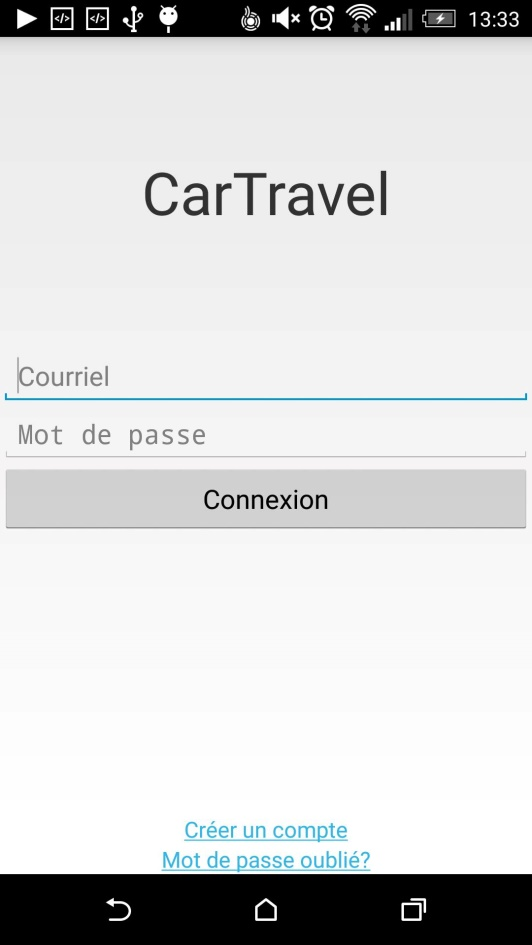 13:33
CarTravel
Courriel
Mot de passe
Connexion
Créer un compte
Mot de passe oublié?